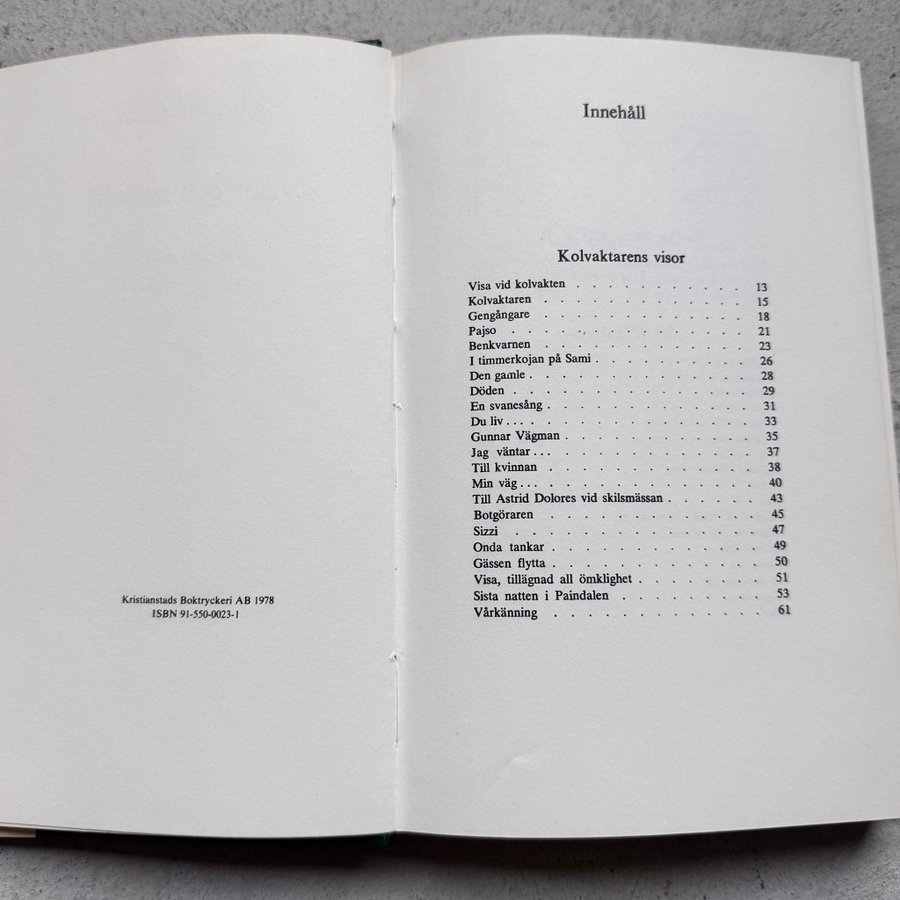 Kristianstads Boktryckeri AB 1978
ISBN 91-550-0023-1
Innehåll
Kolvaktarens visor
Visa vid kolvakten . . . . . . . . . . 13
Kolvaktaren . . . . . . . . . . . . 15
Gengångare . . . . . . . . . . . . 18
Pajso . . . . . . . . . . . . . 21
Benkvarnen . . . . . . . . . . . . 23
I timmerkojan på Sami . . . . . . . . . 26
Den gamle . . . . . . . . . . . . 28
Döden . . . . . . . . . . . . . 29
En svanesång . . . . . . . . . . . . 31
Du liv . . . . . . . . . . . . . . 33
Gunnar Vägman . . . . . . . . . . . 35
Jag väntar . . . . . . . . . . . . . 37
Till kvinnan . . . . . . . . . . . . 38
Min väg . . . . . . . . . . . . . . 40
Till Astrid Dolores vid skilsmässan . . . . . . 43
Botgöraren . . . . . . . . . . . . 45
Sizzi . . . . . . . . . . . . . 47
Onda tankar . . . . . . . . . . . . 49
Gässen flytta . . . . . . . . . . . . 50
Visa, tillägnad all ömklighet . . . . . . . . 51
Sista natten i Paindalen . . . . . . . . . 53
Vårkänning . . . . . . . . . . . . 61